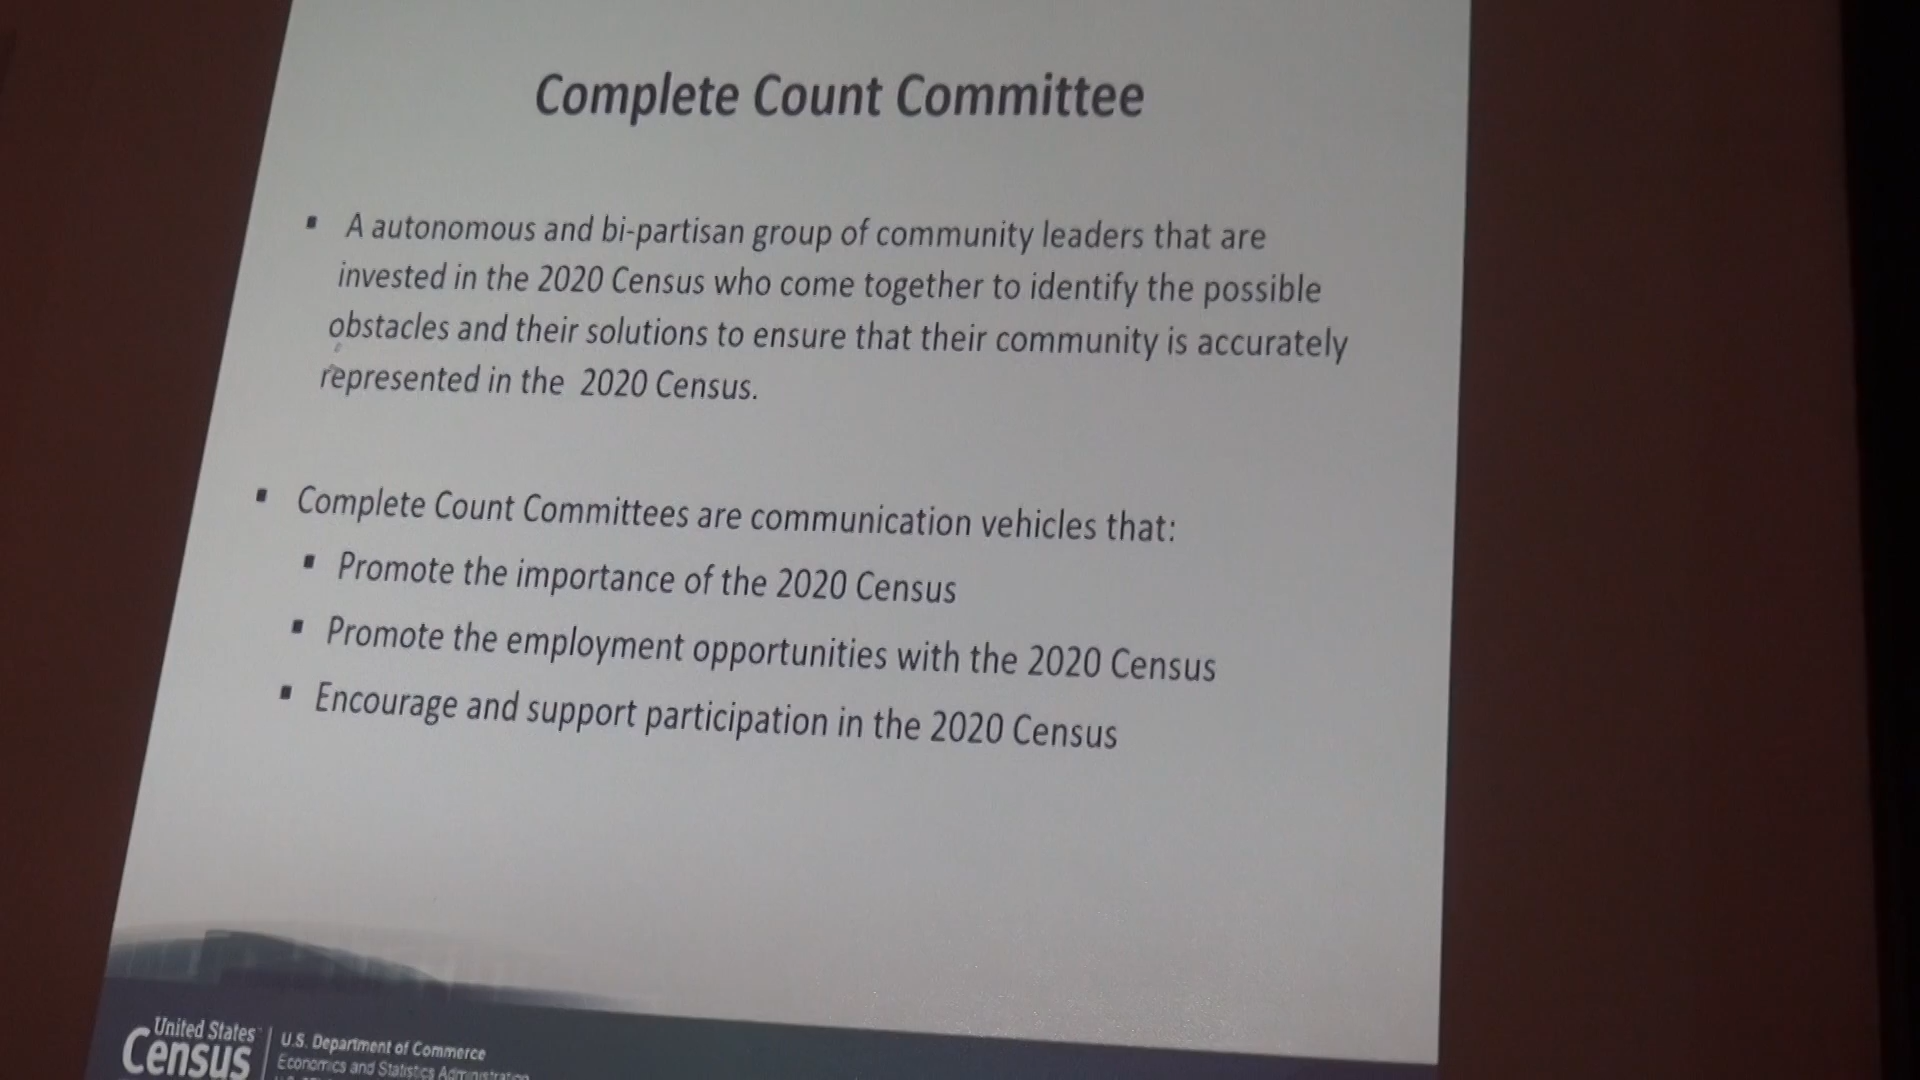 Complete Count Committee
▪ A autonomous and bi-partisan group of community leaders that are
invested in the 2020 Census who come together to identify the possible
obstacles and their solutions to ensure that their community is accurately
represented in the 2020 Census.
▪ Complete Count Committees are communication vehicles that:
▪ Promote the importance of the 2020 Census
▪ Promote the employment opportunities with the 2020 Census
▪ Encourage and support participation in the 2020 Census
United States
Census
U.S. Department of Commerce
Economics and Statistics Administration